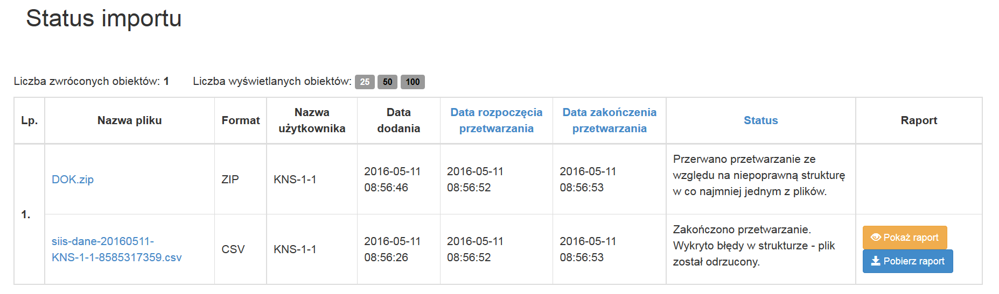 Status importu
Liczba zwróconych obiektów: 1 Liczba wyświetlanych obiektów: 25 50 100
Lp. Nazwa pliku Format Nazwa użytkownika Data dodania Data rozpoczęcia przetwarzania Data zakończenia przetwarzania Status Raport
1.
DOK.zip
ZIP
KNS-1-1
2016-05-11
08:56:46
2016-05-11
08:56:52
2016-05-11
08:56:53
Przerwano przetwarzanie ze
względu na niepoprawną strukturę
w co najmniej jednym z plików.
siis-dane-20160511-
KNS-1-1-8585317359.csv
CSV
KNS-1-1
2016-05-11
08:56:26
2016-05-11
08:56:52
2016-05-11
08:56:53
Zakończono przetwarzanie.
Wykryto błędy w strukturze - plik
został odrzucony.
Pokaż raport
Pobierz raport